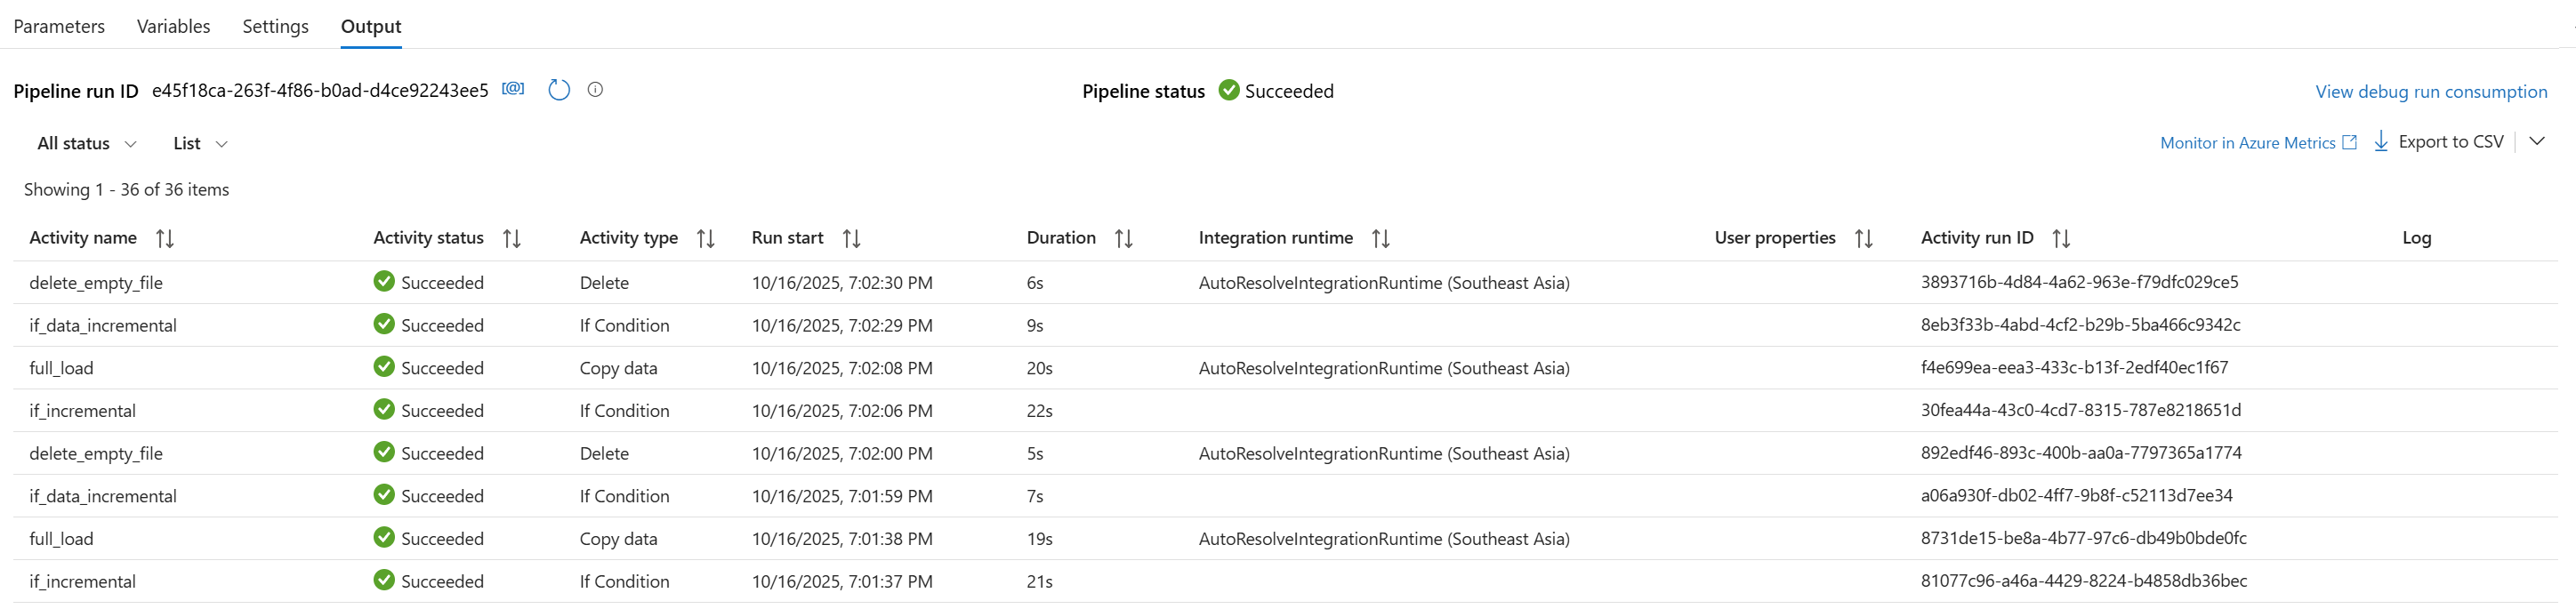 Parameters Variables Settings Output
Pipeline run ID e45f18ca-263f-4f86-b0ad-d4ce92243ee5 [@] Pipeline status Succeeded View debug run consumption
All status List Monitor in Azure Metrics Export to CSV
Showing 1 - 36 of 36 items
Activity name Activity status Activity type Run start Duration Integration runtime User properties Activity run ID Log
delete_empty_file Succeeded Delete 10/16/2025, 7:02:30 PM 6s AutoResolveIntegrationRuntime (Southeast Asia) 3893716b-4d84-4a62-963e-f79dfc029ce5
if_data_incremental Succeeded If Condition 10/16/2025, 7:02:29 PM 9s 8eb3f33b-4abd-4cf2-b29b-5ba466c9342c
full_load Succeeded Copy data 10/16/2025, 7:02:08 PM 20s AutoResolveIntegrationRuntime (Southeast Asia) f4e699ea-eea3-433c-b13f-2edf40ec1f67
if_incremental Succeeded If Condition 10/16/2025, 7:02:06 PM 22s 30fea44a-43c0-4cd7-8315-787e8218651d
delete_empty_file Succeeded Delete 10/16/2025, 7:02:00 PM 5s AutoResolveIntegrationRuntime (Southeast Asia) 892edf46-893c-400b-aa0a-7797365a1774
if_data_incremental Succeeded If Condition 10/16/2025, 7:01:59 PM 7s a06a930f-db02-4ff7-9b8f-c52113d7ee34
full_load Succeeded Copy data 10/16/2025, 7:01:38 PM 19s AutoResolveIntegrationRuntime (Southeast Asia) 8731de15-be8a-4b77-97c6-db49b0bde0fc
if_incremental Succeeded If Condition 10/16/2025, 7:01:37 PM 21s 81077c96-a46a-4429-8224-b4858db36bec